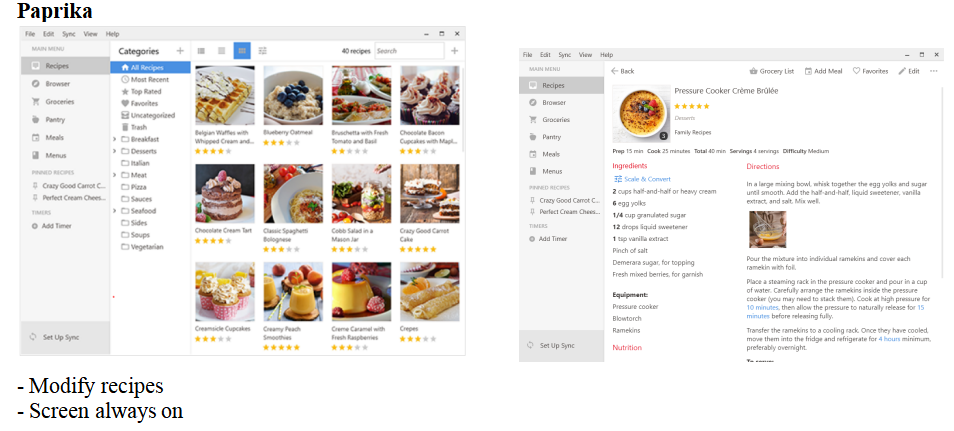 Paprika
File Edit Sync View Help
MAIN MENU
Recipes
Browser
Groceries
Pantry
Meals
Menus
PINNED RECIPES
Crazy Good Carrot C...
Perfect Cream Chees...
TIMERS
Add Timer
Set Up Sync
Categories
All Recipes
Most Recent
Top Rated
Favorites
Uncategorized
Trash
Breakfast
Desserts
Italian
Meat
Pizza
Sauces
Seafood
Sides
Soups
Vegetarian
40 recipes Search
Belgian Waffles with
Whipped Cream and...
Blueberry Oatmeal
Bruschetta with Fresh
Tomato and Basil
Chocolate Bacon
Cupcakes with Mapl...
Chocolate Cream Tart
Classic Spaghetti
Bolognese
Cobb Salad in a
Mason Jar
Crazy Good Carrot
Cake
Creamsicle Cupcakes
Creamy Peach
Smoothies
Creme Caramel with
Fresh Raspberries
Crepes
File Edit Sync View Help
MAIN MENU
Recipes
Browser
Groceries
Pantry
Meals
Menus
PINNED RECIPES
Crazy Good Carrot C...
Perfect Cream Chees...
TIMERS
Add Timer
Set Up Sync
Back Grocery List Add Meal Favorites Edit
3
Pressure Cooker Crème Brûlée
Desserts
Family Recipes
Prep 15 min Cook 25 minutes Total 40 min Servings 4 servings Difficulty Medium
Ingredients
Scale & Convert
2 cups half-and-half or heavy cream
6 egg yolks
1/4 cup granulated sugar
12 drops liquid sweetener
1 tsp vanilla extract
Pinch of salt
Demerara sugar, for topping
Fresh mixed berries, for garnish
Equipment:
Pressure cooker
Blowtorch
Ramekins
Nutrition
Directions
In a large mixing bowl, whisk together the egg yolks and sugar
until smooth. Add the half-and-half, liquid sweetener, vanilla
extract, and salt. Mix well.
Pour the mixture into individual ramekins and cover each
ramekin with foil.
Place a steaming rack in the pressure cooker and pour in a cup
of water. Carefully arrange the ramekins inside the pressure
cooker (you may need to stack them). Cook at high pressure for
10 minutes, then allow the pressure to naturally release for 15
minutes before releasing fully.
Transfer the ramekins to a cooling rack. Once they have cooled,
move them into the fridge and refrigerate for 4 hours minimum,
preferably overnight.
To serve:
- Modify recipes
- Screen always on